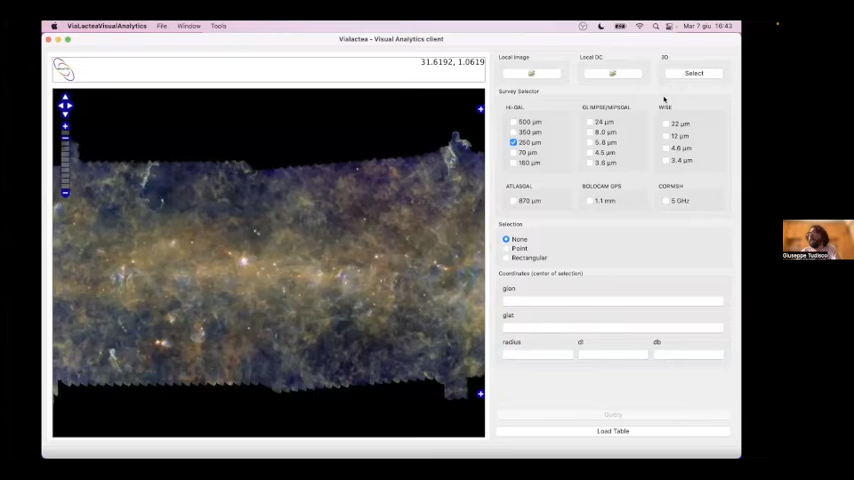 ViaLacteaVisualAnalytics File Window Tools
Mar 7 giu 16:43
Vialactea - Visual Analytics client
31.6192, 1.0619
Local Image
Local DC
3D
Select
Survey Selector
Hi-GAL
500 μm
350 μm
250 μm
70 μm
160 μm
GLIMPSE/MIPSGAL
24 μm
8.0 μm
5.8 μm
4.5 μm
3.6 μm
WISE
22 μm
12 μm
4.6 μm
3.4 μm
ATLASGAL
870 μm
BOLOCAM GPS
1.1 mm
CORNISH
5 GHz
Selection
None
Point
Rectangular
Coordinates (center of selection)
glon
glat
radius
dl
db
Query
Load Table
Giuseppe Tudisco